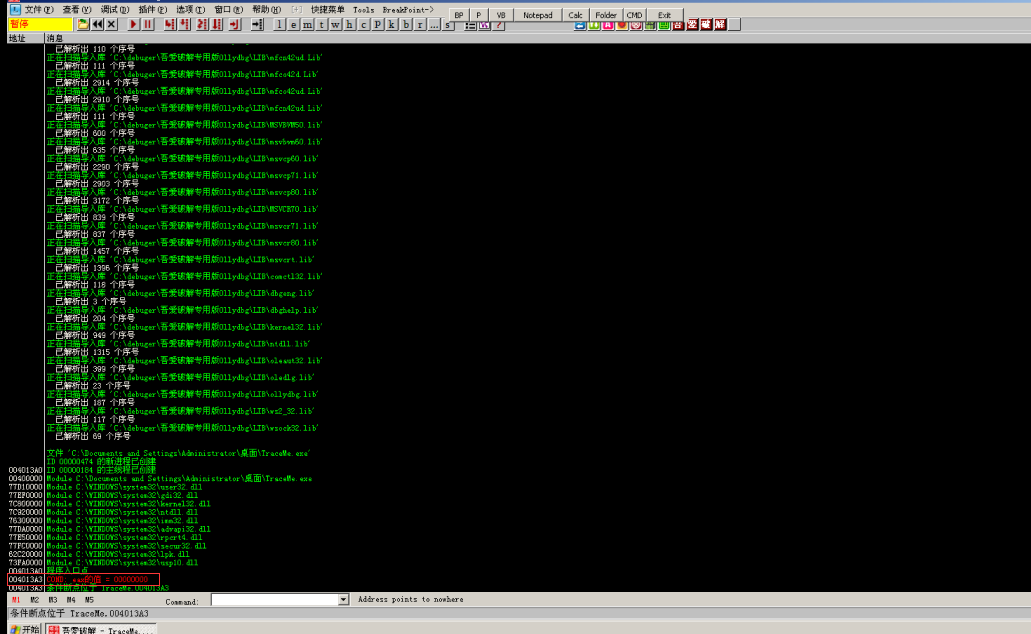 文件(F) 查看(V) 调试(D) 插件(P) 选项(T) 窗口(W) 帮助(H) [+] 快捷菜单 Tools BreakPoint->
BP P VB Notepad Calc Folder CMD Exit
暂停 l e m t w h c P k b r ... s
吾 爱 破 解
地址 消息
已解析出 110 个序号
正在扫描导入库 'C:\debuger\吾爱破解专用版Ollydbg\LIB\mfcn42ud.Lib'
已解析出 111 个序号
正在扫描导入库 'C:\debuger\吾爱破解专用版Ollydbg\LIB\mfco42d.Lib'
已解析出 2914 个序号
正在扫描导入库 'C:\debuger\吾爱破解专用版Ollydbg\LIB\mfco42ud.Lib'
已解析出 2910 个序号
正在扫描导入库 'C:\debuger\吾爱破解专用版Ollydbg\LIB\mfcn42ud.Lib'
已解析出 111 个序号
正在扫描导入库 'C:\debuger\吾爱破解专用版Ollydbg\LIB\MSVBVM50.lib'
已解析出 600 个序号
正在扫描导入库 'C:\debuger\吾爱破解专用版Ollydbg\LIB\msvbvm60.lib'
已解析出 635 个序号
正在扫描导入库 'C:\debuger\吾爱破解专用版Ollydbg\LIB\msvcp60.lib'
已解析出 2290 个序号
正在扫描导入库 'C:\debuger\吾爱破解专用版Ollydbg\LIB\msvcp71.lib'
已解析出 2903 个序号
正在扫描导入库 'C:\debuger\吾爱破解专用版Ollydbg\LIB\msvcp80.lib'
已解析出 3172 个序号
正在扫描导入库 'C:\debuger\吾爱破解专用版Ollydbg\LIB\MSVCR70.lib'
已解析出 839 个序号
正在扫描导入库 'C:\debuger\吾爱破解专用版Ollydbg\LIB\msvcr71.lib'
已解析出 837 个序号
正在扫描导入库 'C:\debuger\吾爱破解专用版Ollydbg\LIB\msvcr80.lib'
已解析出 1457 个序号
正在扫描导入库 'C:\debuger\吾爱破解专用版Ollydbg\LIB\msvcrt.lib'
已解析出 1396 个序号
正在扫描导入库 'C:\debuger\吾爱破解专用版Ollydbg\LIB\comctl32.lib'
已解析出 118 个序号
正在扫描导入库 'C:\debuger\吾爱破解专用版Ollydbg\LIB\dbgeng.lib'
已解析出 3 个序号
正在扫描导入库 'C:\debuger\吾爱破解专用版Ollydbg\LIB\dbghelp.lib'
已解析出 204 个序号
正在扫描导入库 'C:\debuger\吾爱破解专用版Ollydbg\LIB\kernel32.lib'
已解析出 949 个序号
正在扫描导入库 'C:\debuger\吾爱破解专用版Ollydbg\LIB\ntdll.lib'
已解析出 1315 个序号
正在扫描导入库 'C:\debuger\吾爱破解专用版Ollydbg\LIB\oleaut32.lib'
已解析出 399 个序号
正在扫描导入库 'C:\debuger\吾爱破解专用版Ollydbg\LIB\oledlg.lib'
已解析出 23 个序号
正在扫描导入库 'C:\debuger\吾爱破解专用版Ollydbg\LIB\ollydbg.lib'
已解析出 187 个序号
正在扫描导入库 'C:\debuger\吾爱破解专用版Ollydbg\LIB\ws2_32.lib'
已解析出 117 个序号
正在扫描导入库 'C:\debuger\吾爱破解专用版Ollydbg\LIB\wsock32.lib'
已解析出 69 个序号
文件 'C:\Documents and Settings\Administrator\桌面\TraceMe.exe'
ID 00000474 的新进程已创建
004013A0 ID 00000184 的主线程已创建
00400000 Module C:\Documents and Settings\Administrator\桌面\TraceMe.exe
77D10000 Module C:\WINDOWS\system32\user32.dll
77EF0000 Module C:\WINDOWS\system32\gdi32.dll
7C800000 Module C:\WINDOWS\system32\kernel32.dll
7C920000 Module C:\WINDOWS\system32\ntdll.dll
76300000 Module C:\WINDOWS\system32\imm32.dll
77DA0000 Module C:\WINDOWS\system32\advapi32.dll
77E50000 Module C:\WINDOWS\system32\rpcrt4.dll
77FC0000 Module C:\WINDOWS\system32\secur32.dll
62C20000 Module C:\WINDOWS\system32\lpk.dll
73FA0000 Module C:\WINDOWS\system32\usp10.dll
004013A0 程序入口点
004013A3 COND: eax的值 = 00000000
004013A3 条件断点位于 TraceMe.004013A3
M1 M2 M3 M4 M5 Command: Address points to nowhere
条件断点位于 TraceMe.004013A3
开始 吾爱破解 - TraceMe....